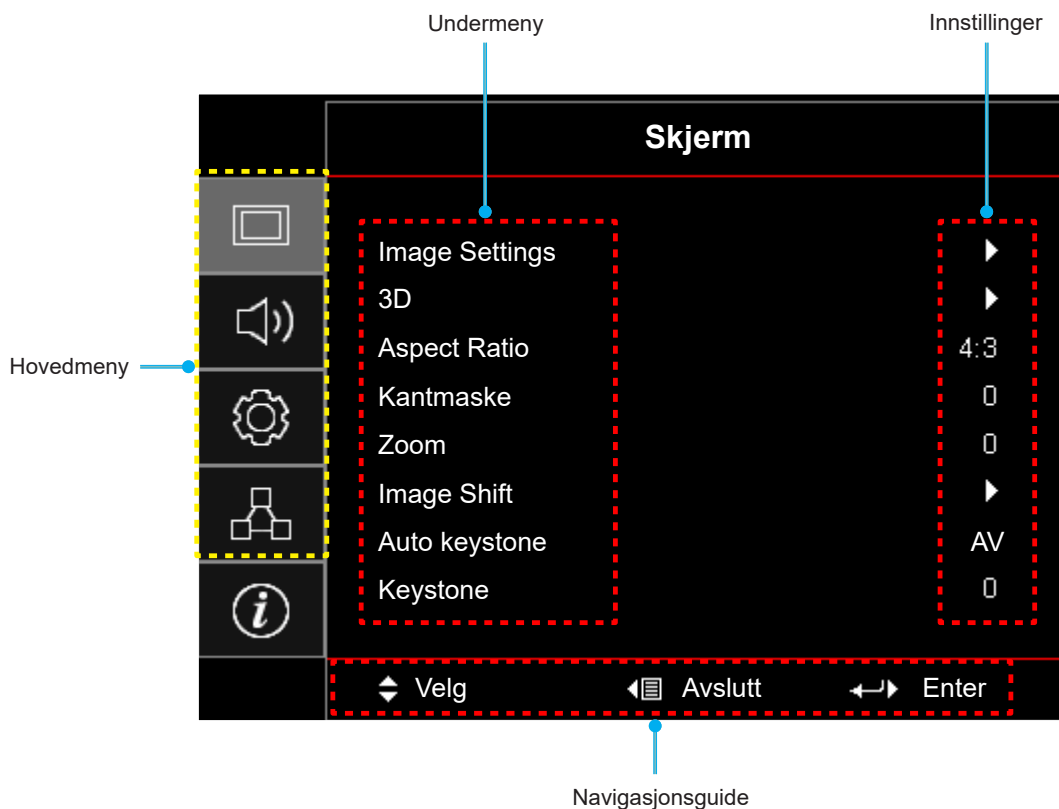 Undermeny
Innstillinger
Skjerm
Hovedmeny
Image Settings
3D
Aspect Ratio 4:3
Kantmaske 0
Zoom 0
Image Shift
Auto keystone AV
Keystone 0
Velg Avslutt Enter
Navigasjonsguide